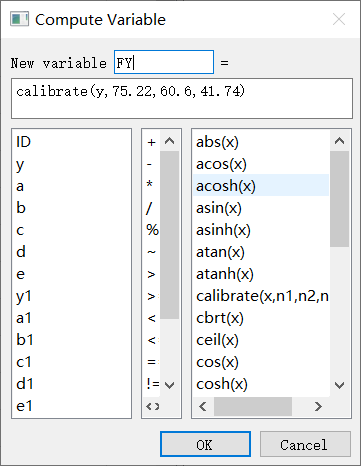 Compute Variable
New variable FY =
calibrate(y,75.22,60.6,41.74)
ID
y
a
b
c
d
e
y1
a1
b1
c1
d1
e1
+
-
*
/
%
~
>
>
<
<
=
!=
<>
abs(x)
acos(x)
acosh(x)
asin(x)
asinh(x)
atan(x)
atanh(x)
calibrate(x,n1,n2,n
cbrt(x)
ceil(x)
cos(x)
cosh(x)
OK Cancel